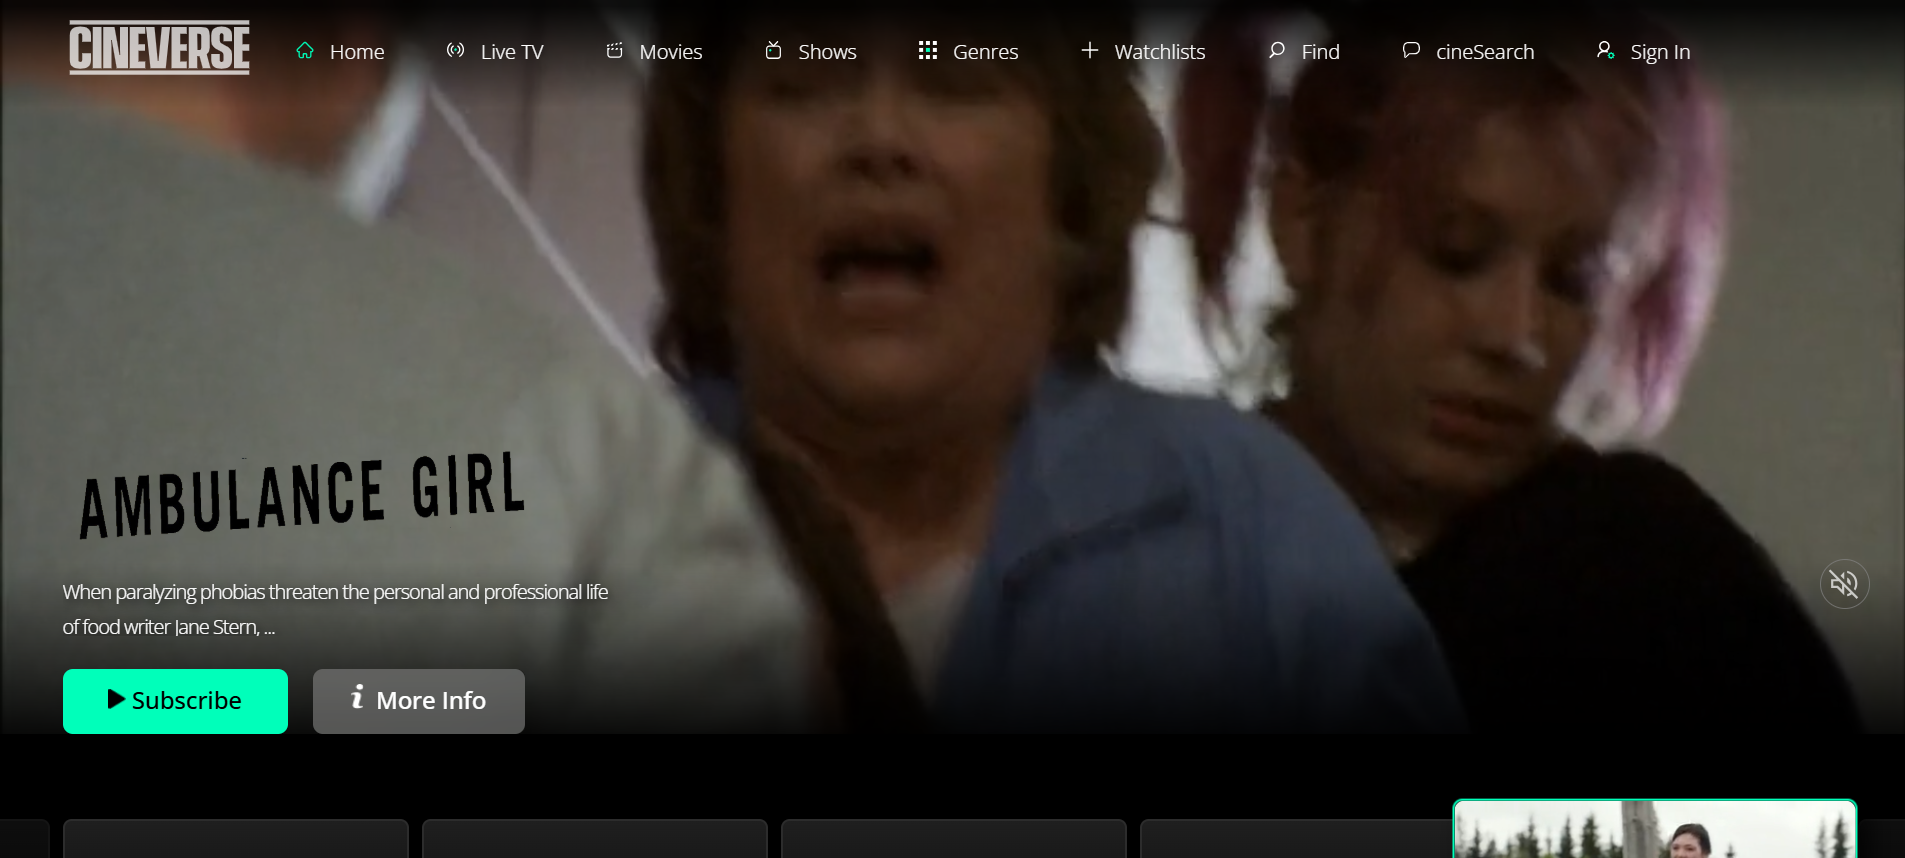 CINEVERSE
Home
Live TV
Movies
Shows
Genres
Watchlists
Find
cineSearch
Sign In
AMBULANCE GIRL
When paralyzing phobias threaten the personal and professional life
of food writer Jane Stern, ...
Subscribe
More Info